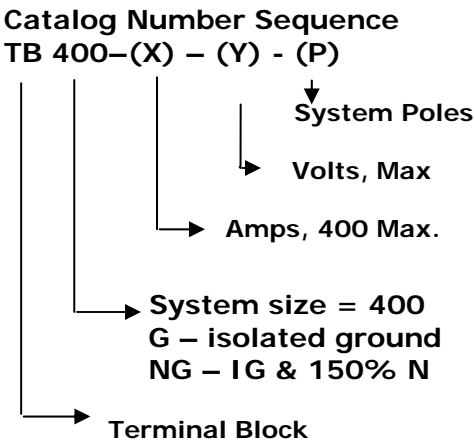 Catalog Number Sequence
TB 400–(X) – (Y) - (P)
System Poles
Volts, Max
Amps, 400 Max.
System size = 400
G – isolated ground
NG – IG & 150% N
Terminal Block